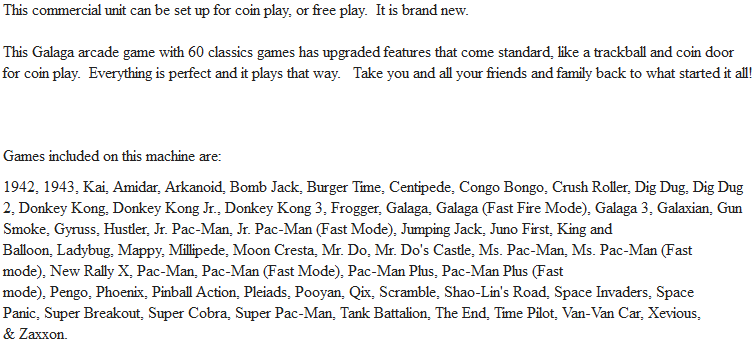 This commercial unit can be set up for coin play, or free play.  It is brand new.
This Galaga arcade game with 60 classics games has upgraded features that come standard, like a trackball and coin door
for coin play.  Everything is perfect and it plays that way.   Take you and all your friends and family back to what started it all!
Games included on this machine are:
1942, 1943, Kai, Amidar, Arkanoid, Bomb Jack, Burger Time, Centipede, Congo Bongo, Crush Roller, Dig Dug, Dig Dug
2, Donkey Kong, Donkey Kong Jr., Donkey Kong 3, Frogger, Galaga, Galaga (Fast Fire Mode), Galaga 3, Galaxian, Gun
Smoke, Gyruss, Hustler, Jr. Pac-Man, Jr. Pac-Man (Fast Mode), Jumping Jack, Juno First, King and
Balloon, Ladybug, Mappy, Millipede, Moon Cresta, Mr. Do, Mr. Do's Castle, Ms. Pac-Man, Ms. Pac-Man (Fast
mode), New Rally X, Pac-Man, Pac-Man (Fast Mode), Pac-Man Plus, Pac-Man Plus (Fast
mode), Pengo, Phoenix, Pinball Action, Pleiads, Pooyan, Qix, Scramble, Shao-Lin's Road, Space Invaders, Space
Panic, Super Breakout, Super Cobra, Super Pac-Man, Tank Battalion, The End, Time Pilot, Van-Van Car, Xevious,
& Zaxxon.